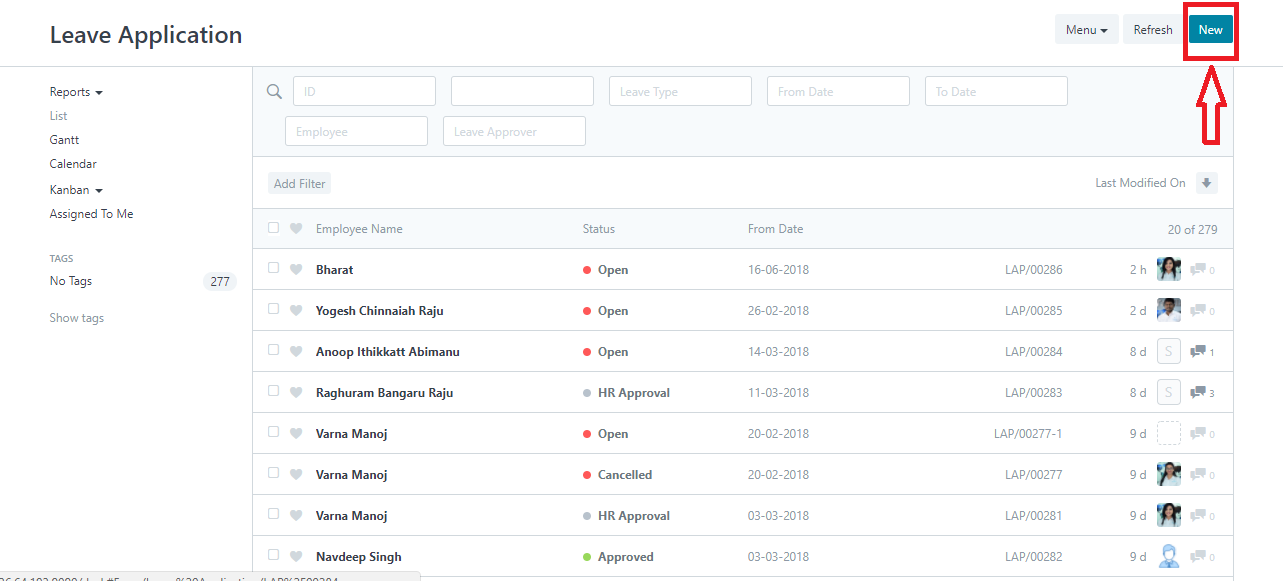 Leave Application
Menu
Refresh
New
Reports
List
Gantt
Calendar
Kanban
Assigned To Me
TAGS
No Tags 277
Show tags
ID
Leave Type
From Date
To Date
Employee
Leave Approver
Add Filter
Last Modified On
Employee Name Status From Date 20 of 279
Bharat Open 16-06-2018 LAP/00286 2 h 0
Yogesh Chinnaiah Raju Open 26-02-2018 LAP/00285 2 d 0
Anoop Ithikkatt Abimanu Open 14-03-2018 LAP/00284 8 d S 1
Raghuram Bangaru Raju HR Approval 11-03-2018 LAP/00283 8 d S 3
Varna Manoj Open 20-02-2018 LAP/00277-1 9 d 0
Varna Manoj Cancelled 20-02-2018 LAP/00277 9 d 0
Varna Manoj HR Approval 03-03-2018 LAP/00281 9 d 0
Navdeep Singh Approved 03-03-2018 LAP/00282 9 d 0